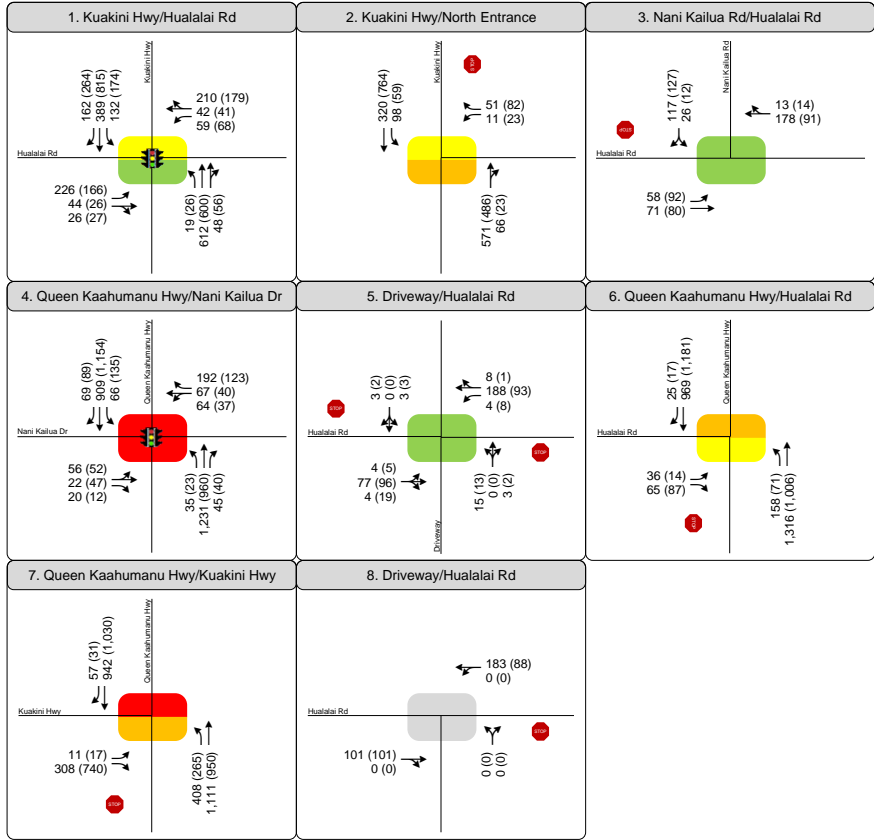 1. Kuakini Hwy/Hualalai Rd
Kuakini Hwy
162 (264)
389 (815)
132 (174)
210 (179)
42 (41)
59 (68)
Hualalai Rd
226 (166)
44 (26)
26 (27)
19 (26)
612 (600)
48 (56)
2. Kuakini Hwy/North Entrance
Kuakini Hwy
STOP
320 (764)
98 (59)
51 (82)
11 (23)
571 (486)
66 (23)
3. Nani Kailua Rd/Hualalai Rd
Nani Kailua Rd
117 (127)
26 (12)
13 (14)
178 (91)
STOP
Hualalai Rd
58 (92)
71 (80)
4. Queen Kaahumanu Hwy/Nani Kailua Dr
Queen Kaahumanu Hwy
69 (89)
909 (1,154)
66 (135)
192 (123)
67 (40)
64 (37)
Nani Kailua Dr
56 (52)
22 (47)
20 (12)
35 (23)
1,231 (960)
45 (40)
5. Driveway/Hualalai Rd
3 (2)
0 (0)
3 (3)
8 (1)
188 (93)
4 (8)
STOP
Hualalai Rd
STOP
4 (5)
77 (96)
4 (19)
15 (13)
0 (0)
3 (2)
Driveway
6. Queen Kaahumanu Hwy/Hualalai Rd
Queen Kaahumanu Hwy
25 (17)
969 (1,181)
Hualalai Rd
36 (14)
65 (87)
STOP
158 (71)
1,316 (1,006)
7. Queen Kaahumanu Hwy/Kuakini Hwy
Queen Kaahumanu Hwy
57 (31)
942 (1,030)
Kuakini Hwy
11 (17)
308 (740)
STOP
408 (265)
1,111 (950)
8. Driveway/Hualalai Rd
183 (88)
0 (0)
Hualalai Rd
STOP
101 (101)
0 (0)
0 (0)
0 (0)